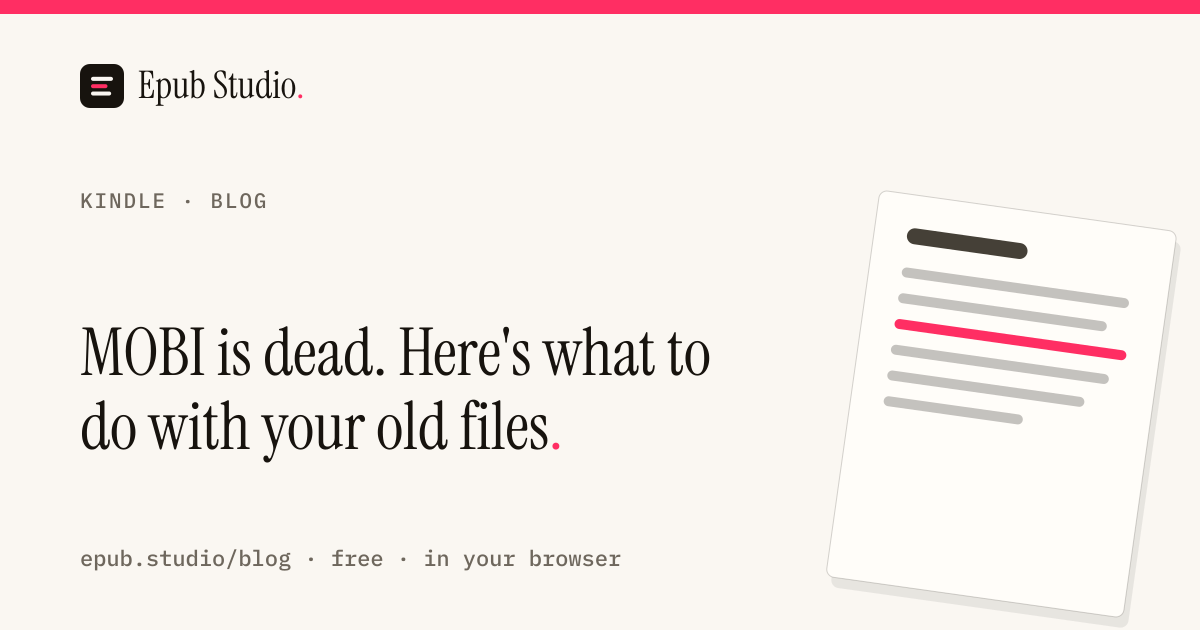 Epub Studio.
KINDLE · BLOG
MOBI is dead. Here's what to
do with your old files.
epub.studio/blog · free · in your browser